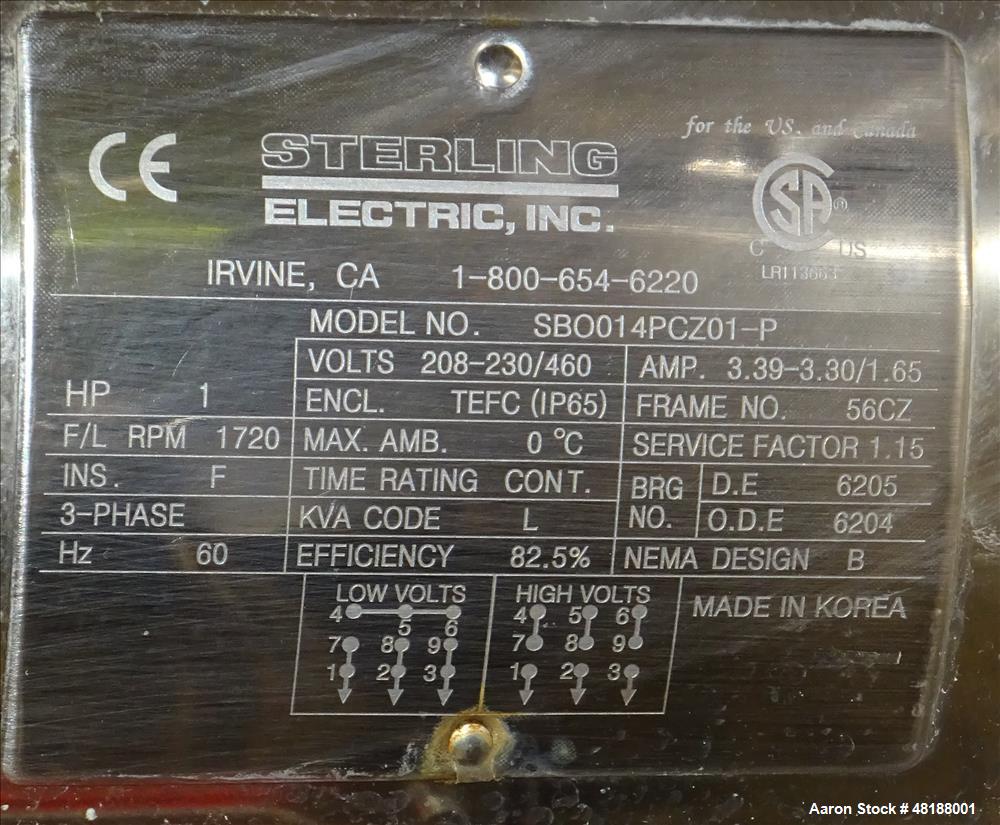 for the US. and Canada
CE STERLING
ELECTRIC, INC.
SA ®
C US
LR113663
IRVINE, CA 1-800-654-6220
MODEL NO. SBO014PCZ01-P
VOLTS 208-230/460 AMP. 3.39-3.30/1.65
HP 1 ENCL. TEFC (IP65) FRAME NO. 56CZ
F/L RPM 1720 MAX. AMB. 0 °C SERVICE FACTOR 1.15
INS. F TIME RATING CONT. BRG D.E 6205
3-PHASE KVA CODE L NO. O.D.E 6204
Hz 60 EFFICIENCY 82.5% NEMA DESIGN B
LOW VOLTS HIGH VOLTS MADE IN KOREA
4 5 6 4 5 6
7 8 9 7 8 9
1 2 3 1 2 3
Aaron Stock # 48188001